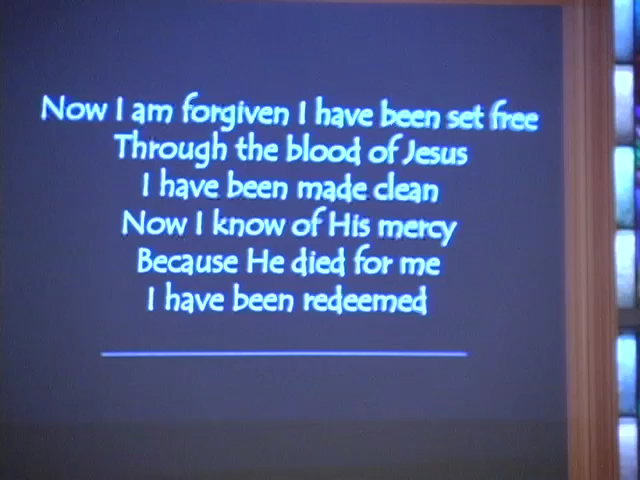 Now I am forgiven I have been set free
Through the blood of Jesus
I have been made clean
Now I know of His mercy
Because He died for me
I have been redeemed